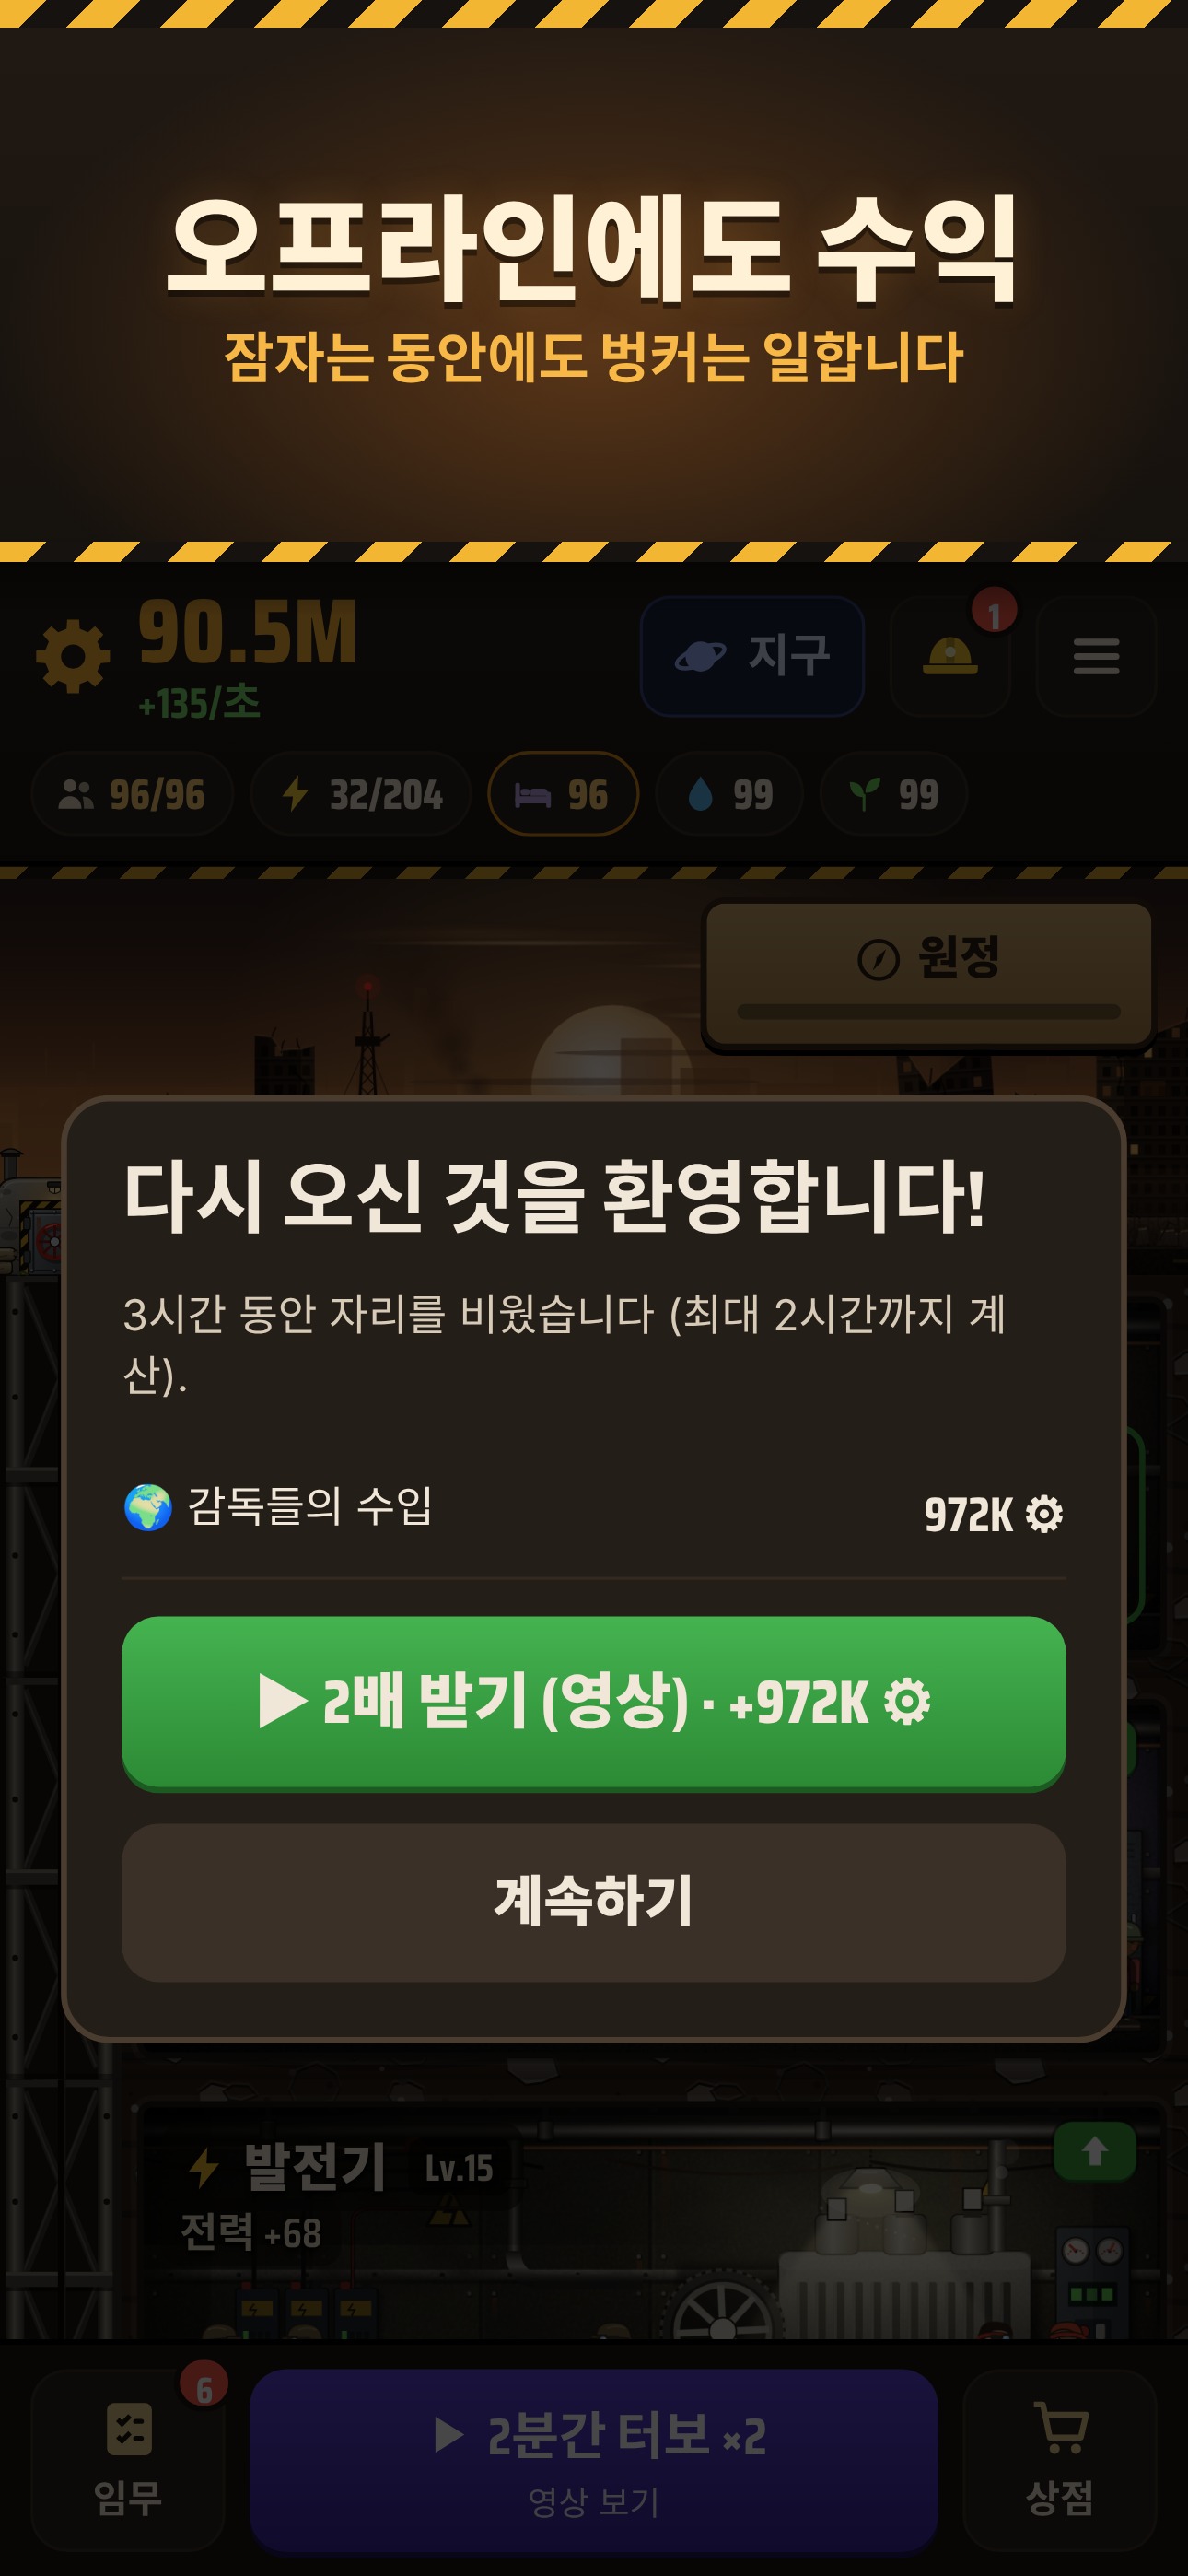 오프라인에도 수익
잠자는 동안에도 벙커는 일합니다
90.5M
+135/초
지구
1
96/96
32/204
96
99
99
원정
다시 오신 것을 환영합니다!
3시간 동안 자리를 비웠습니다 (최대 2시간까지 계
산).
감독들의 수입
972K
2배 받기 (영상) · +972K
계속하기
발전기
Lv.15
전력 +68
6
임무
2분간 터보 ×2
영상 보기
상점